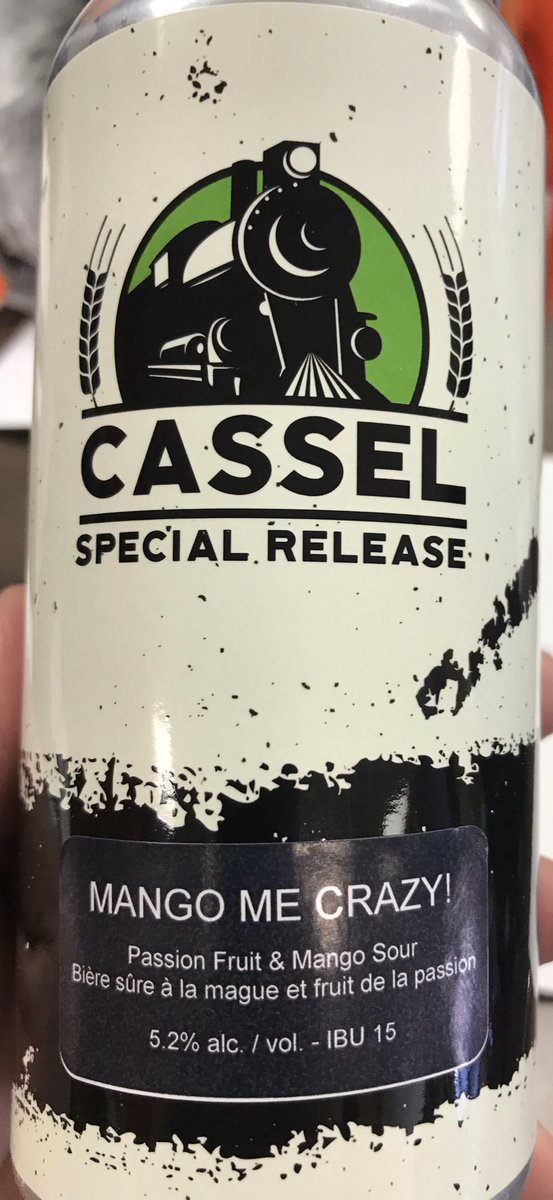 CASSEL
SPECIAL RELEASE
MANGO ME CRAZY!
Passion Fruit & Mango Sour
Bière sûre à la mague et fruit de la passion
5.2% alc. / vol. - IBU 15